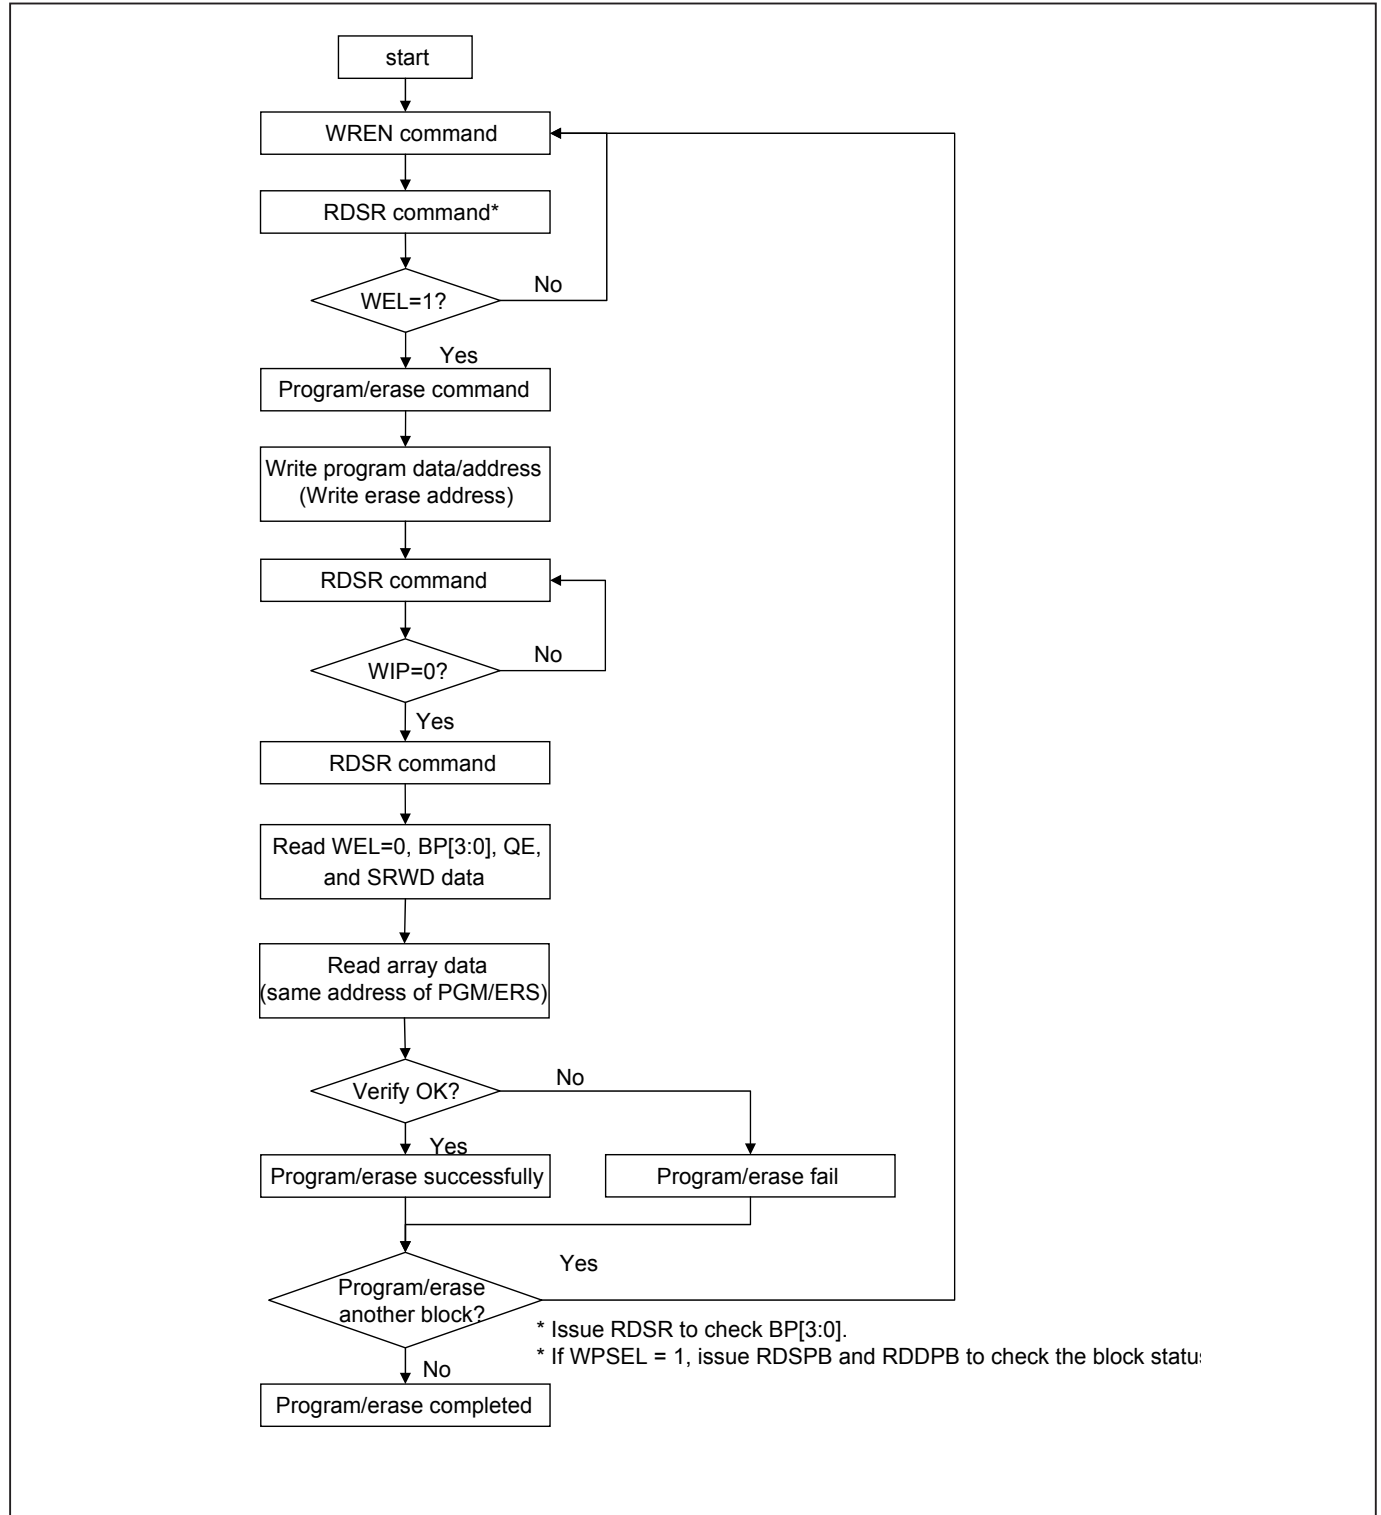 start
WREN command
RDSR command*
WEL=1?
No
Yes
Program/erase command
Write program data/address
(Write erase address)
RDSR command
WIP=0?
No
Yes
RDSR command
Read WEL=0, BP[3:0], QE,
and SRWD data
Read array data
(same address of PGM/ERS)
Verify OK?
No
Yes
Program/erase successfully
Program/erase fail
Program/erase
another block?
Yes
* Issue RDSR to check BP[3:0].
* If WPSEL = 1, issue RDSPB and RDDPB to check the block
No
Program/erase completed